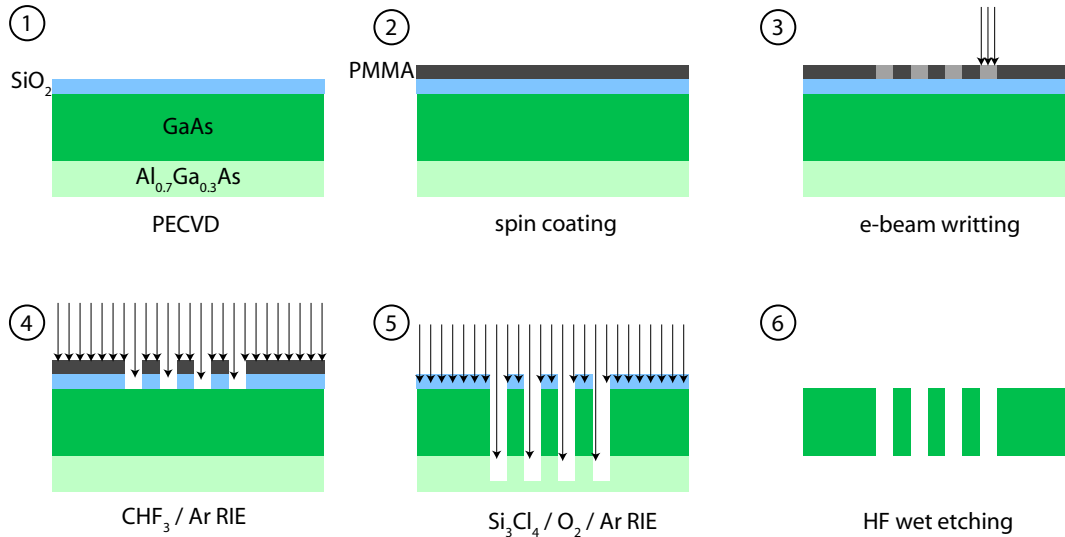 1
2
3
SiO₂
PMMA
GaAs
Al₀.₇Ga₀.₃As
PECVD
spin coating
e-beam writting
4
5
6
CHF₃ / Ar RIE
Si₃Cl₄ / O₂ / Ar RIE
HF wet etching